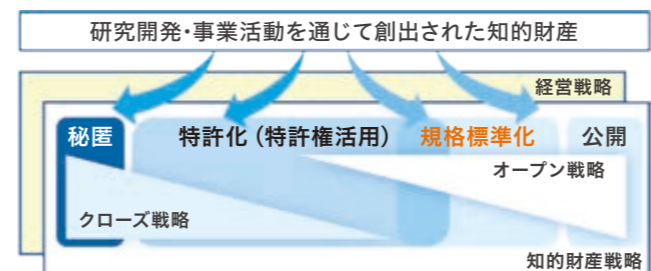 研究開発・事業活動を通じて創出された知的財産
経営戦略
秘匿
特許化（特許権活用）
規格標準化
公開
オープン戦略
クローズ戦略
知的財産戦略